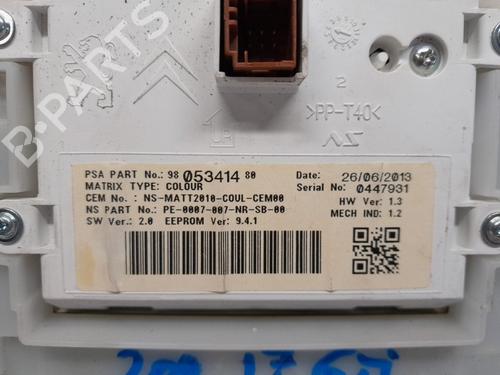 2
>PP-T40<
NS
PSA PART No.: 98 053414 80
Date: 26/06/2013
MATRIX TYPE: COLOUR
Serial No: 0447931
CEM No.: NS-MATT2010-COUL-CEM00
HW Ver: 1.3
NS PART No.: PE-0007-007-NR-SB-00
MECH IND: 1.2
SW Ver.: 2.0 EEPROM Ver: 9.4.1